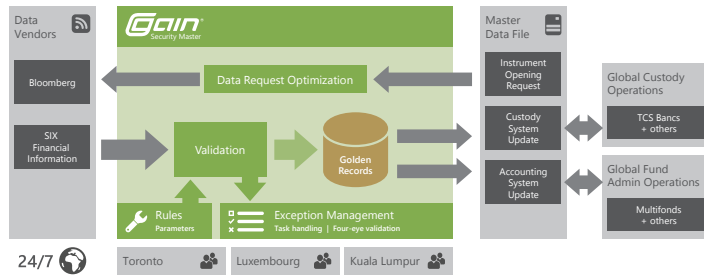 Data
Vendors
Bloomberg
SIX
Financial
Information
24/7
Gain
Security Master
Data Request Optimization
Validation
Golden
Records
Rules
Parameters
Exception Management
Task handling | Four-eye validation
Toronto
Luxembourg
Kuala Lumpur
Master
Data File
Instrument
Opening
Request
Custody
System
Update
Accounting
System
Update
Global Custody
Operations
TCS Bancs
+ others
Global Fund
Admin Operations
Multifonds
+ others